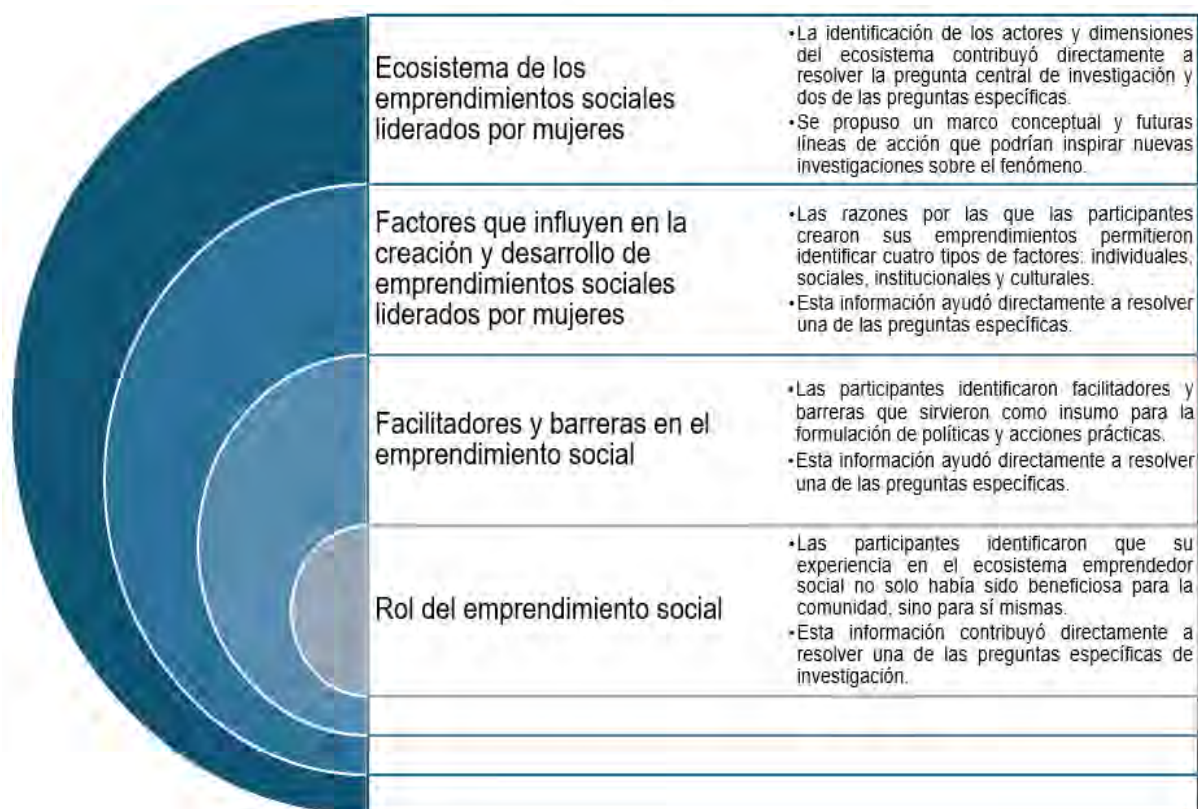 Ecosistema de los
emprendimientos sociales
liderados por mujeres
•La identificación de los actores y dimensiones
del ecosistema contribuyó directamente a
resolver la pregunta central de investigación y
dos de las preguntas específicas.
•Se propuso un marco conceptual y futuras
líneas de acción que podrían inspirar nuevas
investigaciones sobre el fenómeno.
Factores que influyen en la
creación y desarrollo de
emprendimientos sociales
liderados por mujeres
•Las razones por las que las participantes
crearon sus emprendimientos permitieron
identificar cuatro tipos de factores: individuales,
sociales, institucionales y culturales.
•Esta información ayudó directamente a resolver
una de las preguntas específicas.
Facilitadores y barreras en el
emprendimiento social
•Las participantes identificaron facilitadores y
barreras que sirvieron como insumo para la
formulación de políticas y acciones prácticas.
•Esta información ayudó directamente a resolver
una de las preguntas específicas.
Rol del emprendimiento social
•Las participantes identificaron que su
experiencia en el ecosistema emprendedor
social no solo había sido beneficiosa para la
comunidad, sino para sí mismas.
•Esta información contribuyó directamente a
resolver una de las preguntas específicas de
investigación.